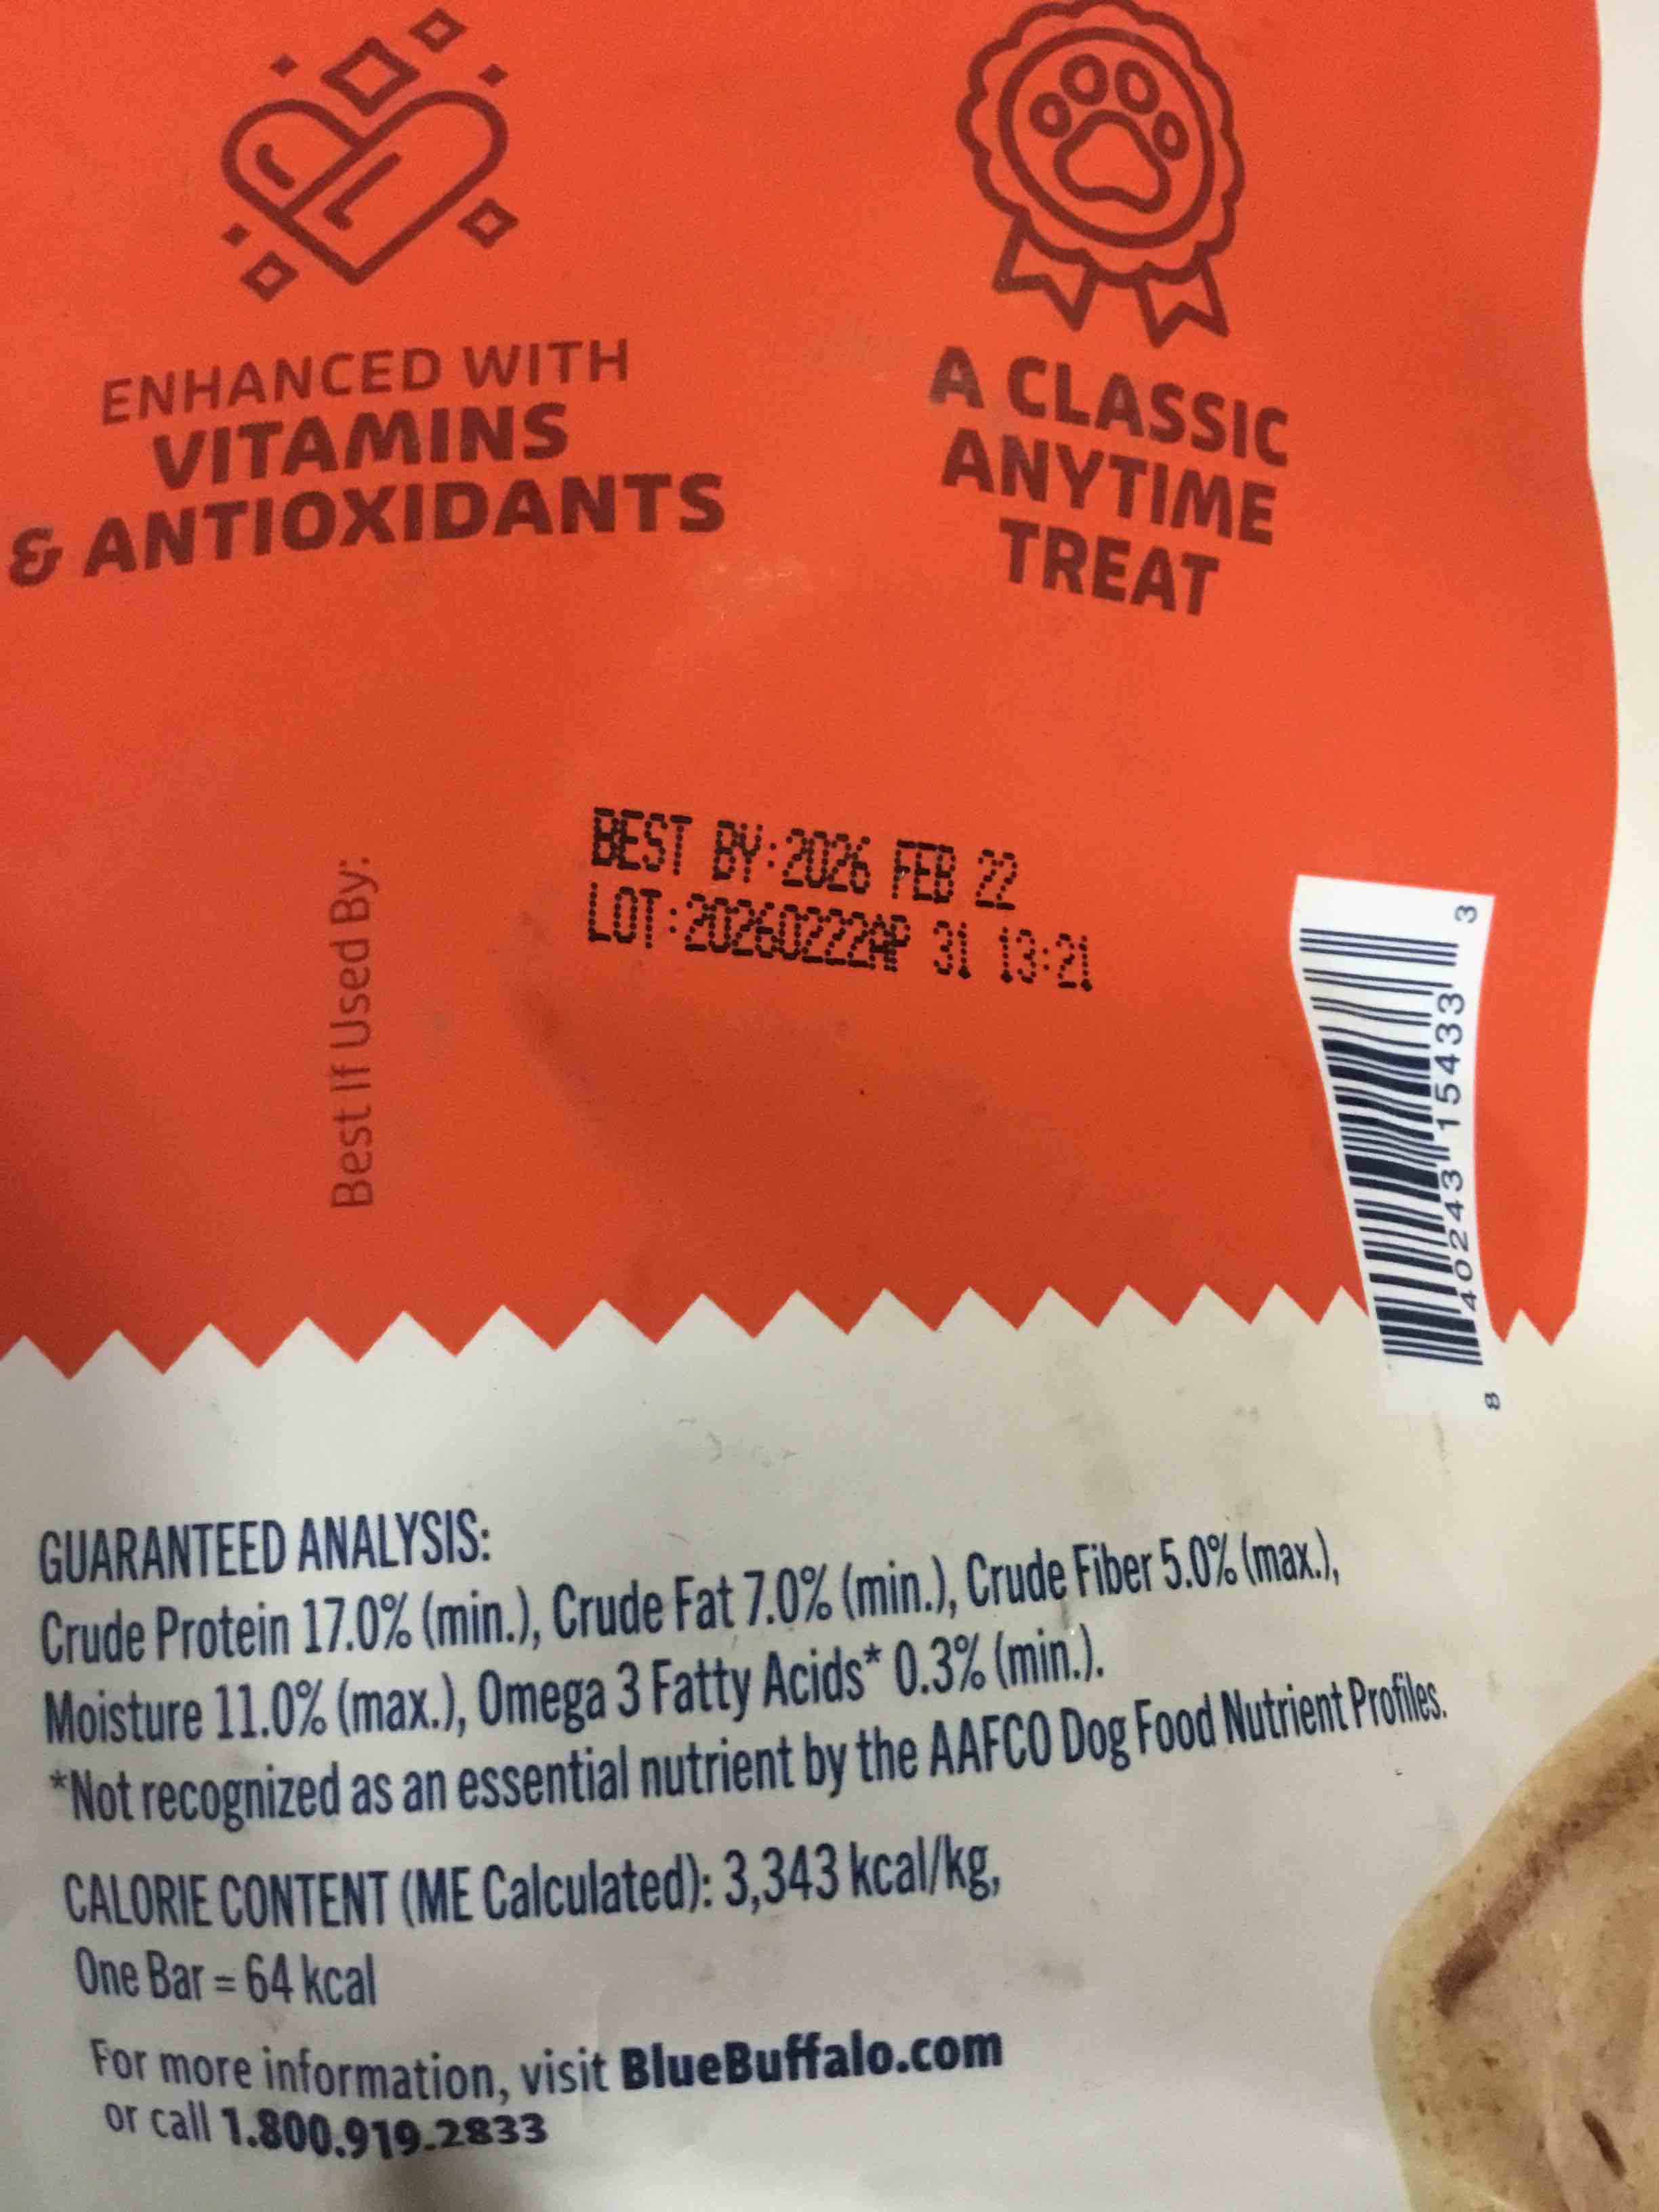 ENHANCED WITH
VITAMINS
& ANTIOXIDANTS
A CLASSIC
ANYTIME
TREAT
Best If Used By:
BEST BY:2026 FEB 22
LOT:20260222AP 31 13:21
8 40243 15433 3
GUARANTEED ANALYSIS:
Crude Protein 17.0% (min.), Crude Fat 7.0% (min.), Crude Fiber 5.0% (max.),
Moisture 11.0% (max.), Omega 3 Fatty Acids* 0.3% (min.).
*Not recognized as an essential nutrient by the AAFCO Dog Food Nutrient Profiles.
CALORIE CONTENT (ME Calculated): 3,343 kcal/kg,
One Bar = 64 kcal
For more information, visit BlueBuffalo.com
or call 1.800.919.2833